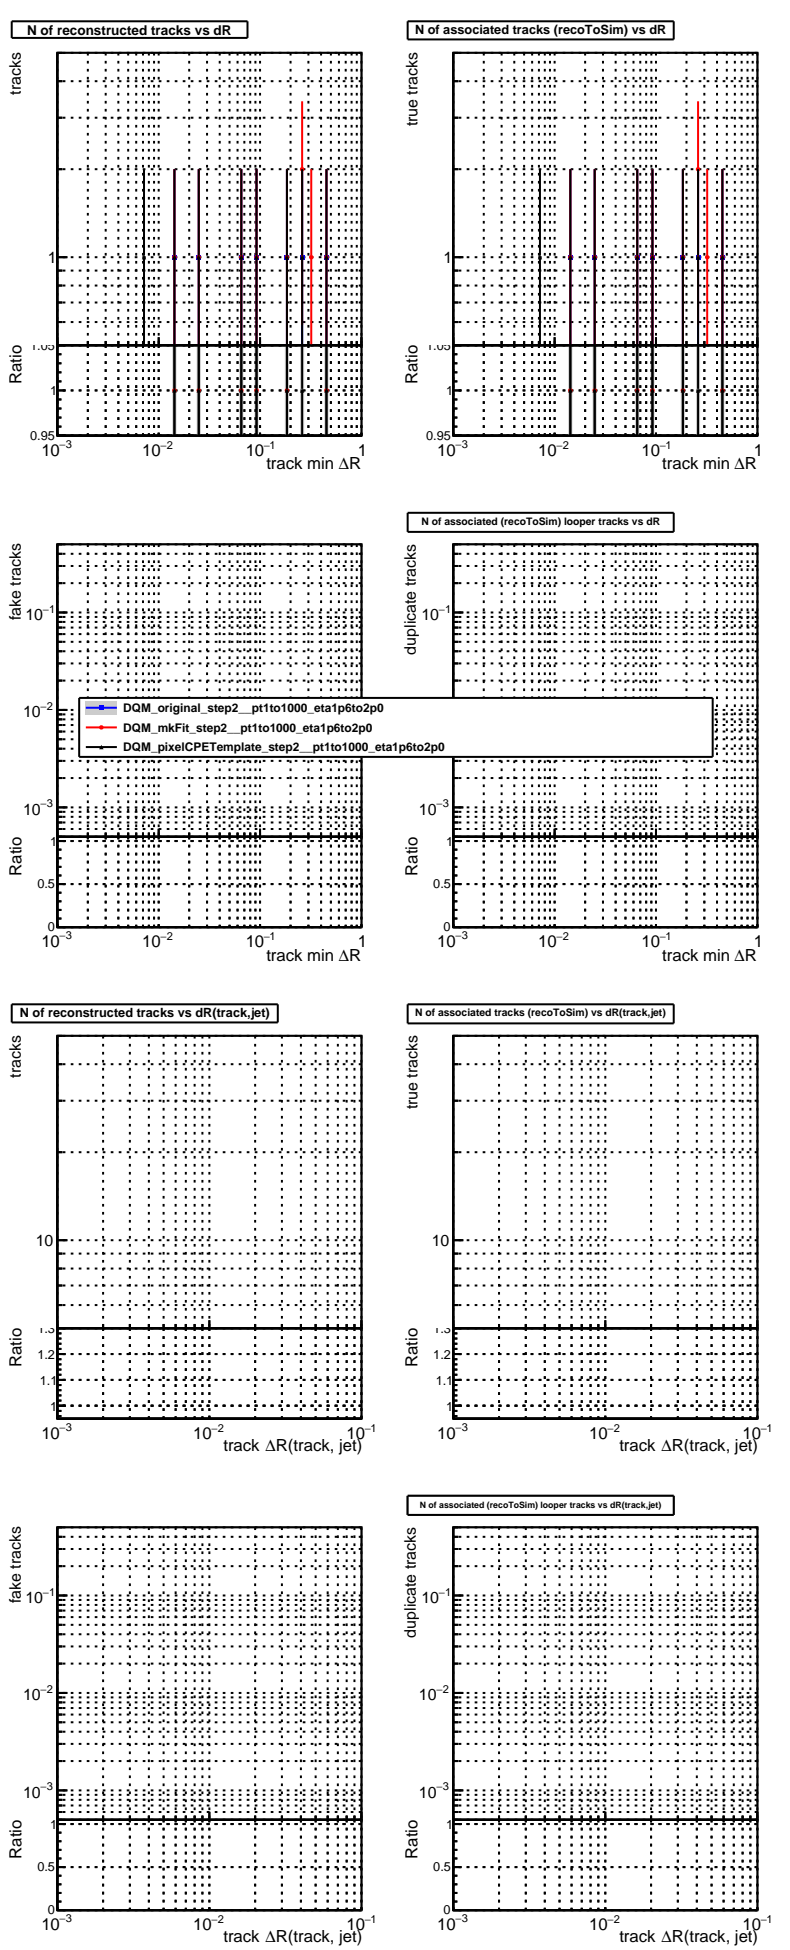 N of reconstructed tracks vs dR
N of associated tracks (recoToSim) vs dR
tracks
true tracks
1
1
1.05
1.05
Ratio
Ratio
1
1
0.95
0.95
10⁻³ 10⁻² 10⁻¹ 1
10⁻³ 10⁻² 10⁻¹ 1
track min ΔR
track min ΔR
N of associated (recoToSim) looper tracks vs dR
fake tracks
duplicate tracks
10⁻¹
10⁻¹
10⁻²
DQM_original_step2__pt1to1000_eta1p6to2p0
DQM_mkFit_step2__pt1to1000_eta1p6to2p0
DQM_pixelCPETemplate_step2__pt1to1000_eta1p6to2p0
10⁻³
10⁻³
Ratio
Ratio
1
1
0.5
0.5
0
0
10⁻³ 10⁻² 10⁻¹ 1
10⁻³ 10⁻² 10⁻¹ 1
track min ΔR
track min ΔR
N of reconstructed tracks vs dR(track,jet)
N of associated tracks (recoToSim) vs dR(track,jet)
tracks
true tracks
10
10
1.3
1.3
Ratio
Ratio
1.2
1.2
1.1
1.1
1
1
10⁻³ 10⁻² 10⁻¹
10⁻³ 10⁻² 10⁻¹
track ΔR(track, jet)
track ΔR(track, jet)
N of associated (recoToSim) looper tracks vs dR(track,jet)
fake tracks
duplicate tracks
10⁻¹
10⁻¹
10⁻²
10⁻²
10⁻³
10⁻³
Ratio
Ratio
1
1
0.5
0.5
0
0
10⁻³ 10⁻² 10⁻¹
10⁻³ 10⁻² 10⁻¹
track ΔR(track, jet)
track ΔR(track, jet)